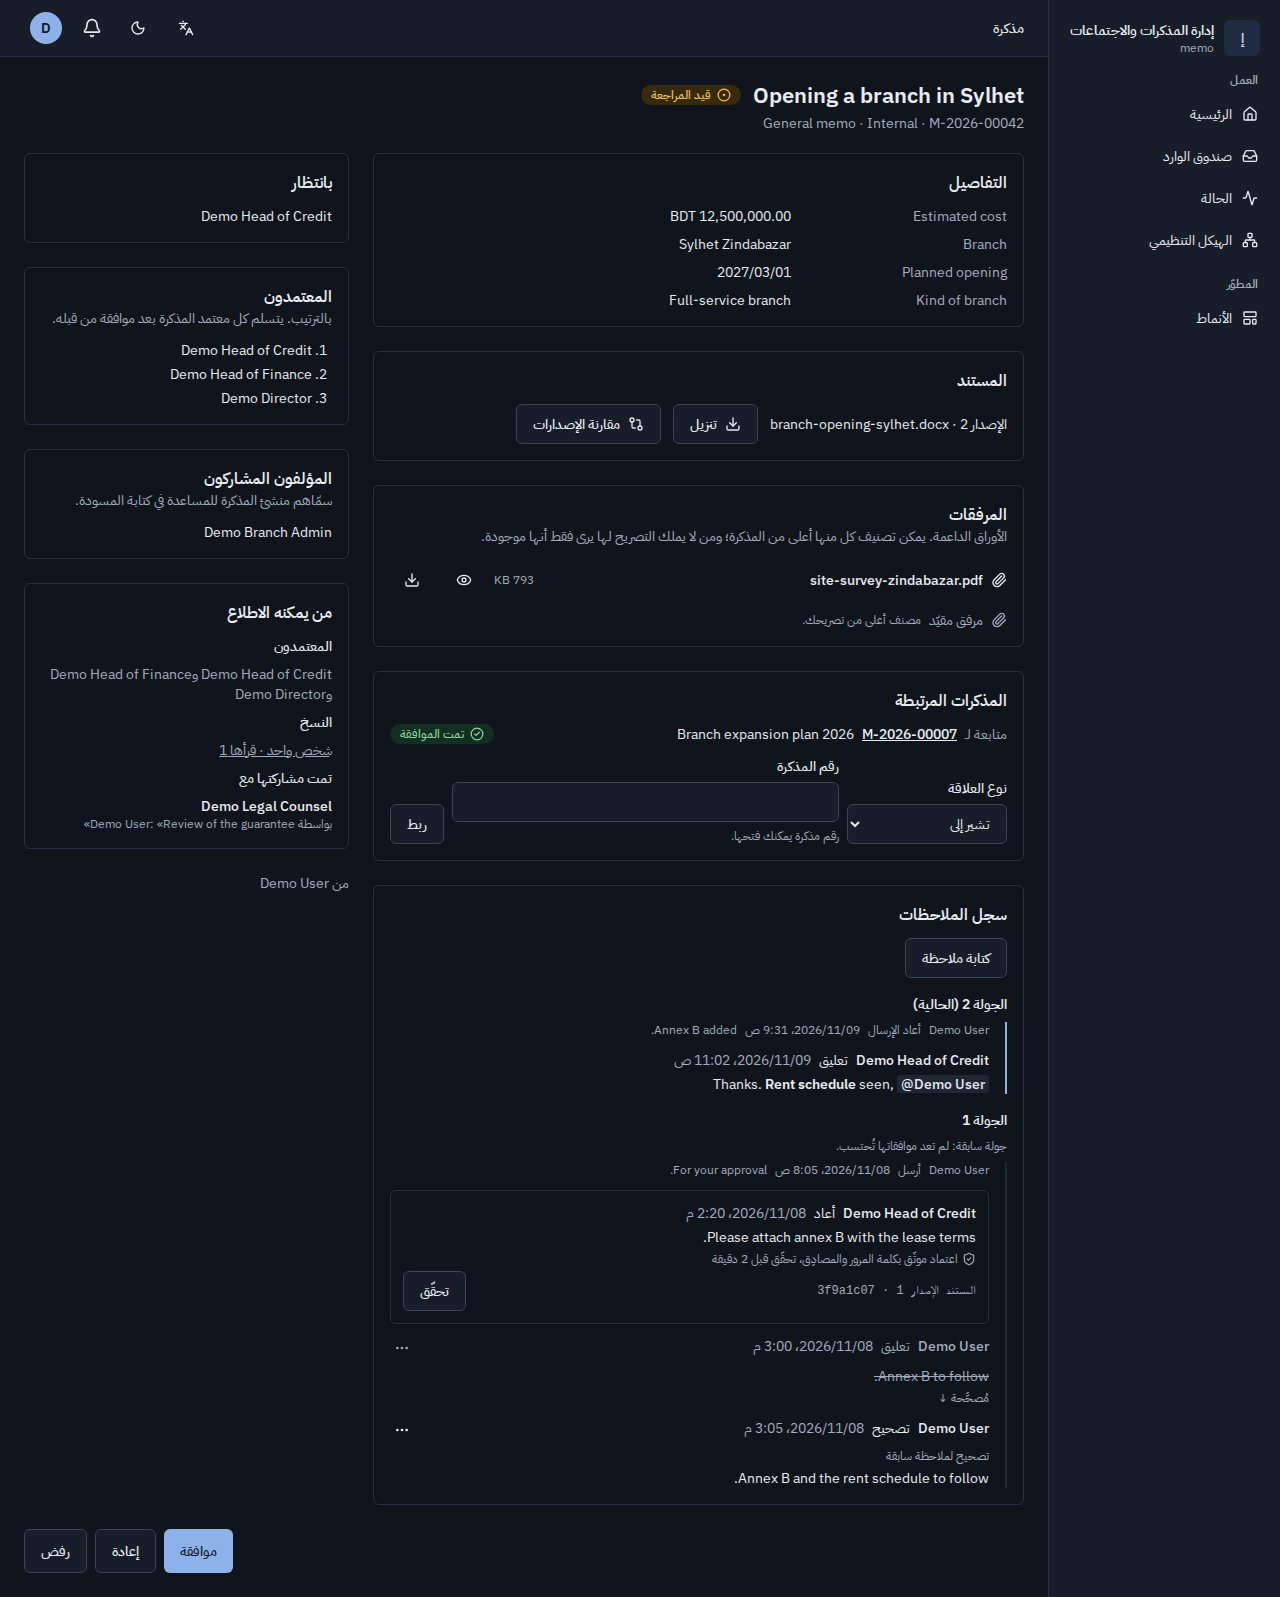 إدارة المذكرات والاجتماعات
memo
إ
العمل
الرئيسية
صندوق الوارد
الحالة
الهيكل التنظيمي
المطوّر
الأنماط
مذكرة
D
Opening a branch in Sylhet
قيد المراجعة
General memo · Internal · M-2026-00042
التفاصيل
Estimated cost
BDT 12,500,000.00
Branch
Sylhet Zindabazar
Planned opening
2027/03/01
Kind of branch
Full-service branch
المستند
الإصدار 2 · branch-opening-sylhet.docx
تنزيل
مقارنة الإصدارات
المرفقات
الأوراق الداعمة. يمكن تصنيف كل منها أعلى من المذكرة؛ ومن لا يملك التصريح لها يرى فقط أنها موجودة.
site-survey-zindabazar.pdf
793 KB
مرفق مقيّد
مصنف أعلى من تصريحك.
المذكرات المرتبطة
متابعة لـ
M-2026-00007
Branch expansion plan 2026
تمت الموافقة
نوع العلاقة
تشير إلى
رقم المذكرة
رقم مذكرة يمكنك فتحها.
ربط
سجل الملاحظات
كتابة ملاحظة
الجولة 2 (الحالية)
Demo User أعاد الإرسال 2026/11/09، 9:31 ص Annex B added.
Demo Head of Credit تعليق 2026/11/09، 11:02 ص
Thanks. Rent schedule seen, @Demo User
الجولة 1
جولة سابقة: لم تعد موافقاتها تُحتسب.
Demo User أرسل 2026/11/08، 8:05 ص For your approval.
Demo Head of Credit أعاد 2026/11/08، 2:20 م
Please attach annex B with the lease terms.
اعتماد موثّق بكلمة المرور والمصادِق، تحقّق قبل 2 دقيقة
المستند الإصدار 1 · 3f9a1c07
تحقّق
Demo User تعليق 2026/11/08، 3:00 م
Annex B to follow.
مُصحَّحة ↓
Demo User تصحيح 2026/11/08، 3:05 م
تصحيح لملاحظة سابقة
Annex B and the rent schedule to follow.
بانتظار
Demo Head of Credit
المعتمدون
بالترتيب. يتسلم كل معتمد المذكرة بعد موافقة من قبله.
1. Demo Head of Credit
2. Demo Head of Finance
3. Demo Director
المؤلفون المشاركون
سمّاهم منشئ المذكرة للمساعدة في كتابة المسودة.
Demo Branch Admin
من يمكنه الاطلاع
المعتمدون
Demo Head of Credit وDemo Head of Finance
وDemo Director
النسخ
شخص واحد · قرأها 1
تمت مشاركتها مع
Demo Legal Counsel
بواسطة Demo User: «Review of the guarantee»
من Demo User
موافقة
إعادة
رفض